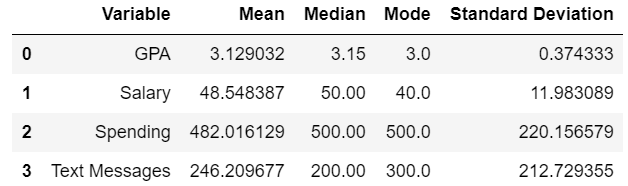 Variable Mean Median Mode Standard Deviation
0 GPA 3.129032 3.15 3.0 0.374333
1 Salary 48.548387 50.00 40.0 11.983089
2 Spending 482.016129 500.00 500.0 220.156579
3 Text Messages 246.209677 200.00 300.0 212.729355